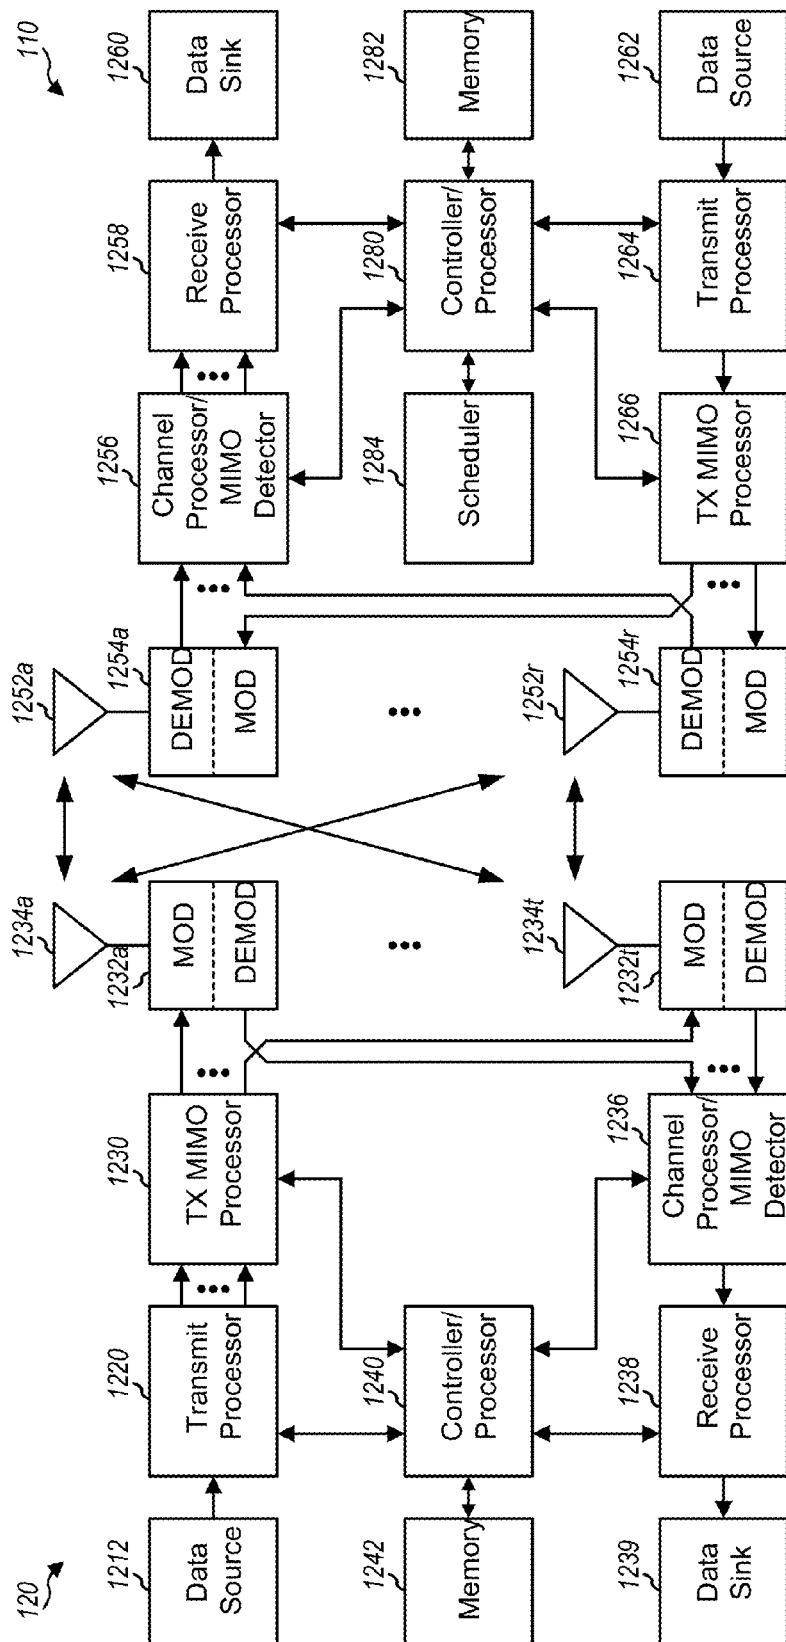 120
1212
Data
Source
1220
Transmit
Processor
1230
TX MIMO
Processor
1232a
MOD
DEMOD
1234a
1252a
1254a
DEMOD
MOD
1256
Channel
Processor/
MIMO
Detector
1258
Receive
Processor
1260
Data
Sink
110
1242
Memory
1240
Controller/
Processor
1284
Scheduler
1280
Controller/
Processor
1282
Memory
1239
Data
Sink
1238
Receive
Processor
1236
Channel
Processor/
MIMO
Detector
1232t
MOD
DEMOD
1234t
1252r
1254r
DEMOD
MOD
1266
TX MIMO
Processor
1264
Transmit
Processor
1262
Data
Source